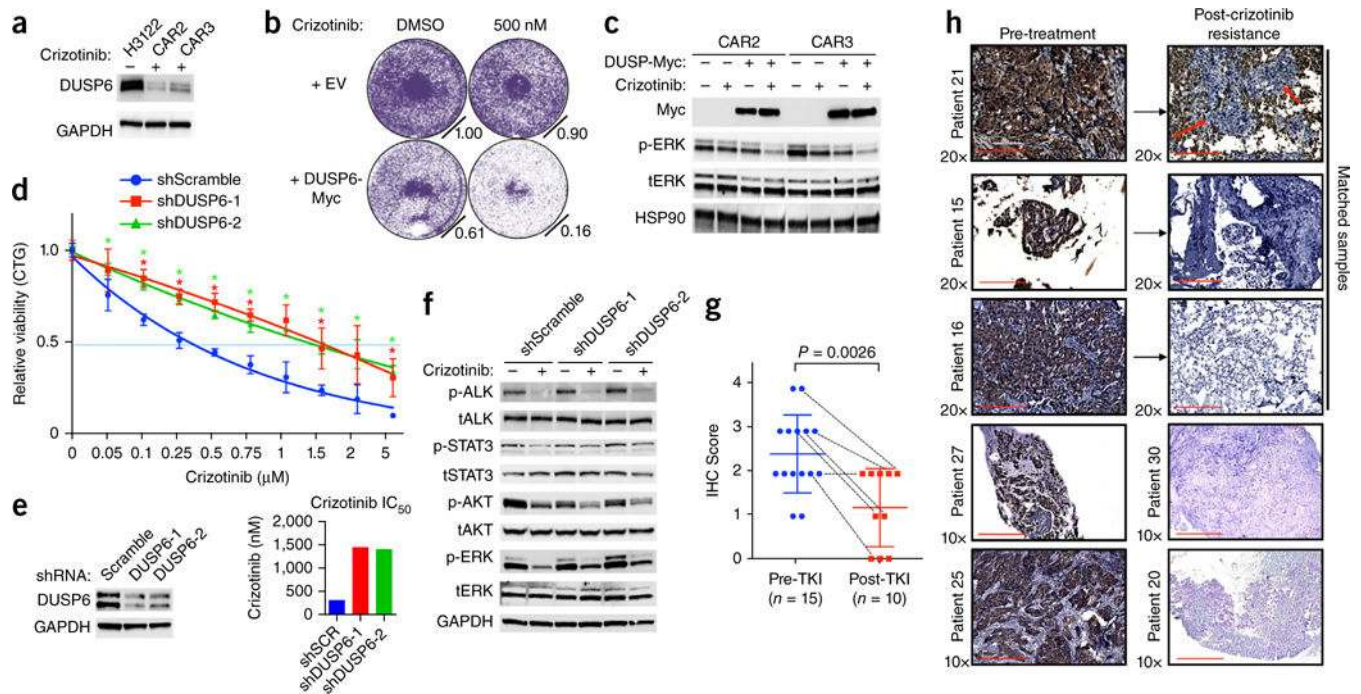 a
Crizotinib:
H3122
CAR2
CAR3
− + +
DUSP6
GAPDH
b
Crizotinib: DMSO 500 nM
+ EV
1.00
0.90
+ DUSP6-
Myc
0.61
0.16
c
CAR2 CAR3
DUSP-Myc: − − + + − − + +
Crizotinib: − + − + − + − +
Myc
p-ERK
tERK
HSP90
d
shScramble
shDUSP6-1
shDUSP6-2
Relative viability (CTG)
1.0
0.5
0
0 0.05 0.1 0.25 0.5 0.75 1 1.5 2 5
Crizotinib (μM)
e
shRNA:
Scramble
DUSP6-1
DUSP6-2
DUSP6
GAPDH
Crizotinib IC50
Crizotinib (nM)
2,000
1,500
1,000
500
0
shSCR
shDUSP6-1
shDUSP6-2
f
shScramble
shDUSP6-1
shDUSP6-2
Crizotinib: − + − + − +
p-ALK
tALK
p-STAT3
tSTAT3
p-AKT
tAKT
p-ERK
tERK
GAPDH
g
P = 0.0026
IHC Score
4
3
2
1
0
Pre-TKI Post-TKI
(n = 15) (n = 10)
h
Pre-treatment
Post-crizotinib
resistance
Patient 21
20×
20×
Patient 15
20×
20×
Patient 16
20×
20×
Matched samples
Patient 27
10×
Patient 30
10×
Patient 25
10×
Patient 20
10×